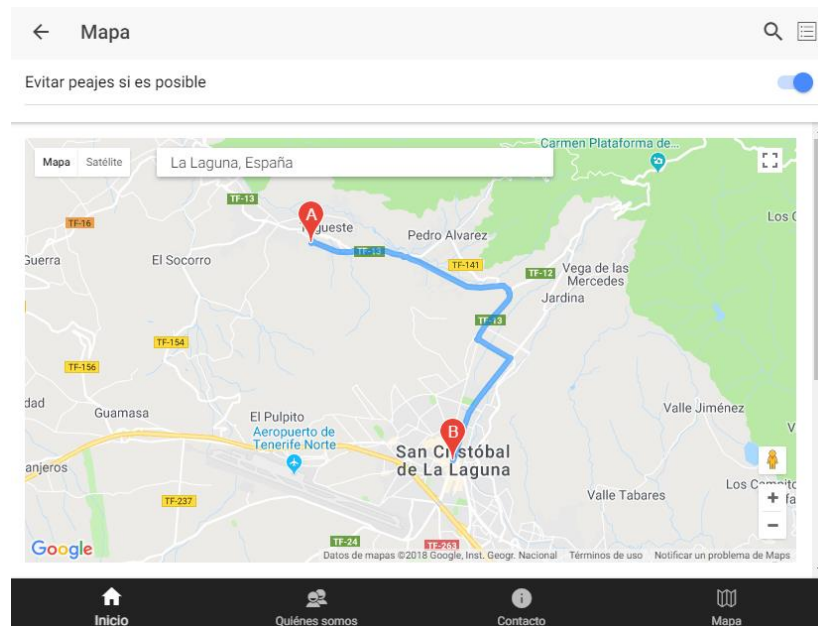 Mapa
Evitar peajes si es posible
Carmen Plataforma de...
Mapa Satélite
La Laguna, España
TF-13
A
TF-16
Pedro Alvarez
Los
TF-13
El Socorro
TF-141
TF-12
Vega de las
Mercedes
Jardina
TF-13
TF-154
TF-156
Guamasa
El Pulpito
Valle Jiménez
Aeropuerto de
Tenerife Norte
B
San Cristóbal
de La Laguna
Valle Tabares
Los
TF-237
+
−
TF-24
TF-263
Google
Datos de mapas ©2018 Google, Inst. Geogr. Nacional Términos de uso Notificar un problema de Maps
Inicio Quiénes somos Contacto Mapa